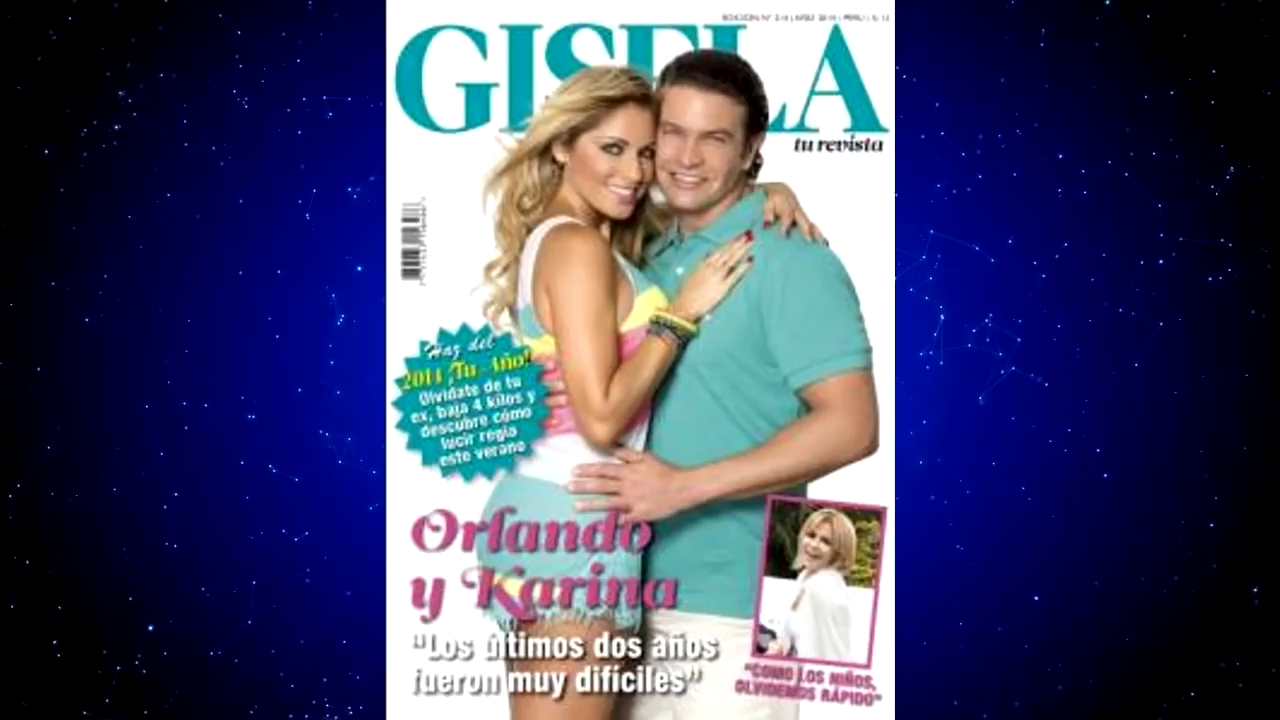 GISELA
tu revista
Haz del
2014 ¡Tu Año!
Olvídate de tu
ex, baja 4 kilos y
descubre cómo
lucir regia
este verano
Orlando
y Karina
"Los últimos dos años
fueron muy difíciles"
"COMO LOS NIÑOS,
OLVIDEMOS RÁPIDO"